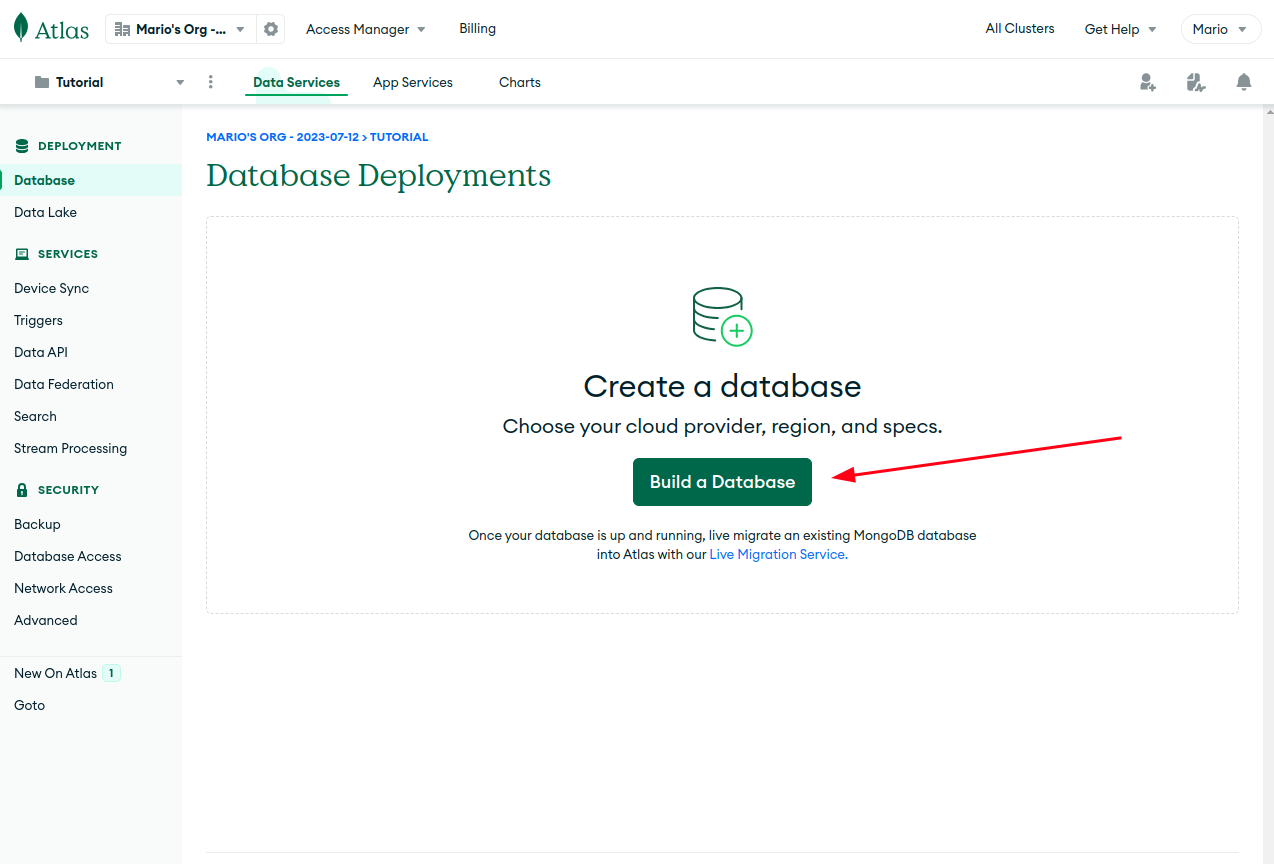 Atlas
Mario's Org -...
Access Manager
Billing
All Clusters
Get Help
Mario
Tutorial
Data Services
App Services
Charts
DEPLOYMENT
Database
Data Lake
SERVICES
Device Sync
Triggers
Data API
Data Federation
Search
Stream Processing
SECURITY
Backup
Database Access
Network Access
Advanced
New On Atlas 1
Goto
MARIO'S ORG - 2023-07-12 > TUTORIAL
Database Deployments
Create a database
Choose your cloud provider, region, and specs.
Build a Database
Once your database is up and running, live migrate an existing MongoDB database
into Atlas with our Live Migration Service.